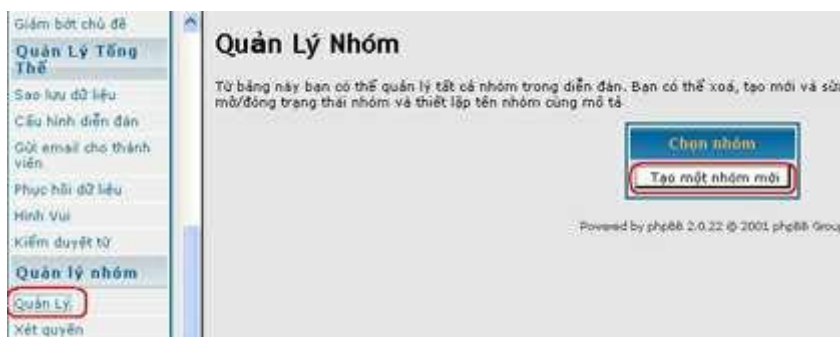 Giảm bớt chủ đề
Quản Lý Tổng
Thể
Sao lưu dữ liệu
Cấu hình diễn đàn
Gửi email cho thành
viên
Phục hồi dữ liệu
Hình Vui
Kiểm duyệt từ
Quản lý nhóm
Quản Lý
Xét quyền
Quản Lý Nhóm
Từ bảng này bạn có thể quản lý tất cả nhóm trong diễn đàn. Bạn có thể xoá, tạo mới và sửa
mở/đóng trạng thái nhóm và thiết lập tên nhóm cùng mô tả
Chọn nhóm
Tạo một nhóm mới
Powered by phpBB 2.0.22 © 2001 phpBB Group